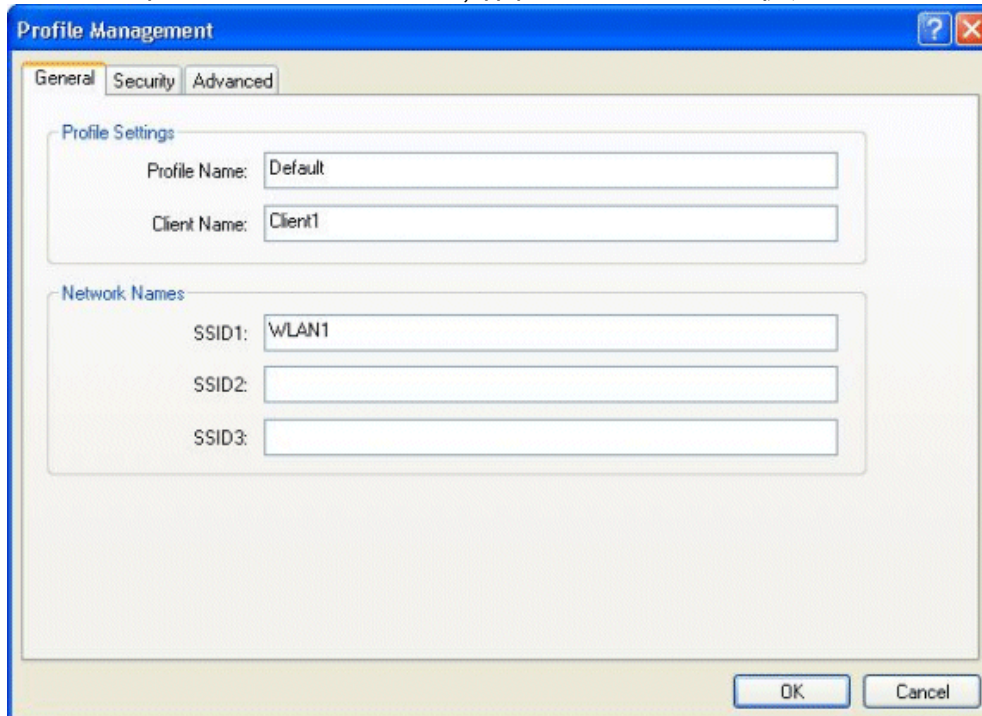 Profile Management
General Security Advanced
Profile Settings
Profile Name: Default
Client Name: Client1
Network Names
SSID1: WLAN1
SSID2:
SSID3:
OK Cancel